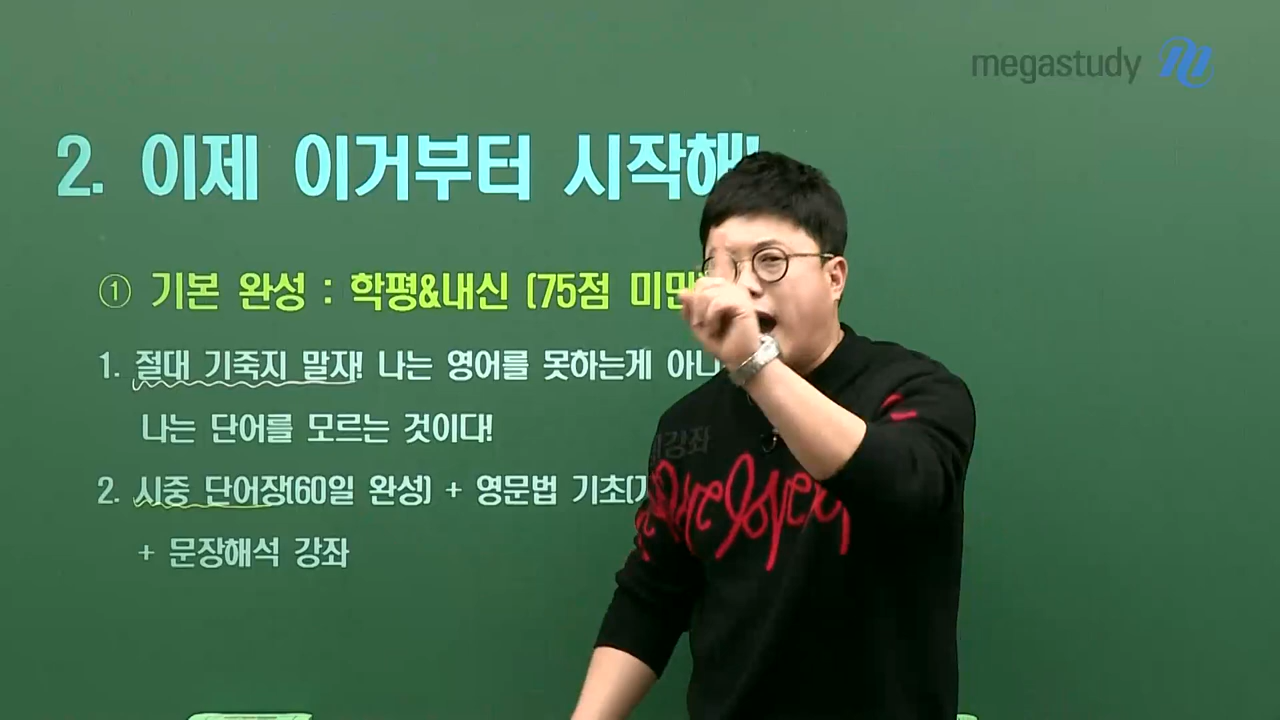 megastudy
2. 이제 이거부터 시작해!
① 기본 완성 : 학평&내신 (75점 미만
1. 절대 기죽지 말자! 나는 영어를 못하는게
나는 단어를 모르는 것이다!
2. 시중 단어장(60일 완성) + 영문법 기초
강좌
+ 문장해석 강좌